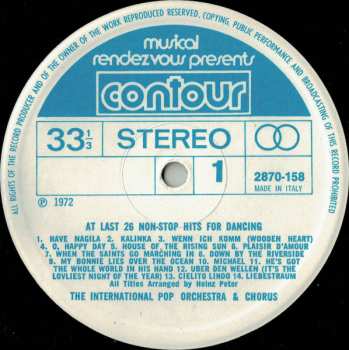 ALL RIGHTS OF THE RECORD PRODUCER AND OF THE OWNER OF THE WORK REPRODUCED RESERVED. COPYING, PUBLIC PERFORMANCE AND BROADCASTING OF THIS RECORD PROHIBITED
musical
rendezvous presents
contour
33 1/3 STEREO
1 2870-158
MADE IN ITALY
℗ 1972
AT LAST 26 NON-STOP HITS FOR DANCING
1. HAVE NAGILA 2. KALINKA 3. WENN ICH KOMM (WOODEN HEART)
4. O, HAPPY DAY 5. HOUSE OF THE RISING SUN 6. PLAISIR D'AMOUR
7. WHEN THE SAINTS GO MARCHING IN 8. DOWN BY THE RIVERSIDE
9. MY BONNIE LIES OVER THE OCEAN 10. MICHAEL 11. HE'S GOT
THE WHOLE WORLD IN HIS HAND 12. UBER DEN WELLEN (IT'S THE
LOVLIEST NIGHT OF THE YEAR) 13. CIELITO LINDO 14. LIEBESTRAUM
All Titles Arranged by Heinz Peter
THE INTERNATIONAL POP ORCHESTRA & CHORUS